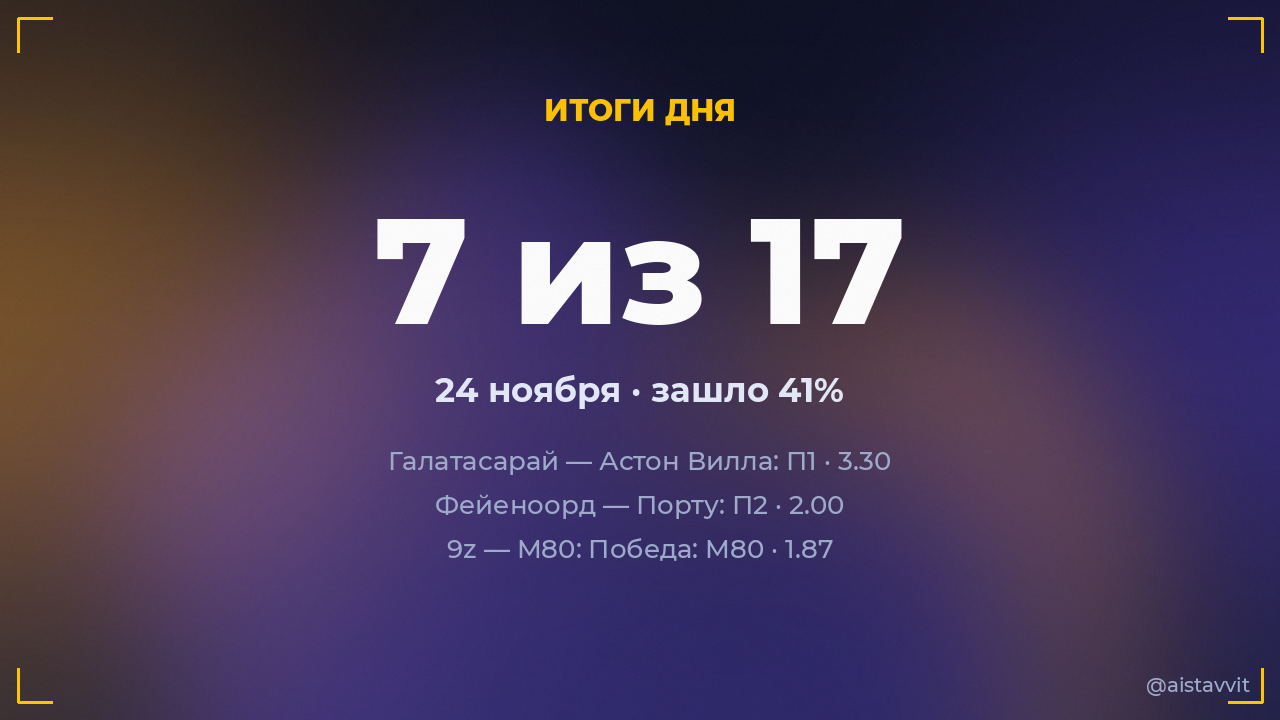 ИТОГИ ДНЯ
7 из 17
24 ноября · зашло 41%
Галатасарай — Астон Вилла: П1 · 3.30
Фейеноорд — Порту: П2 · 2.00
9z — M80: Победа: M80 · 1.87
@aistavvit